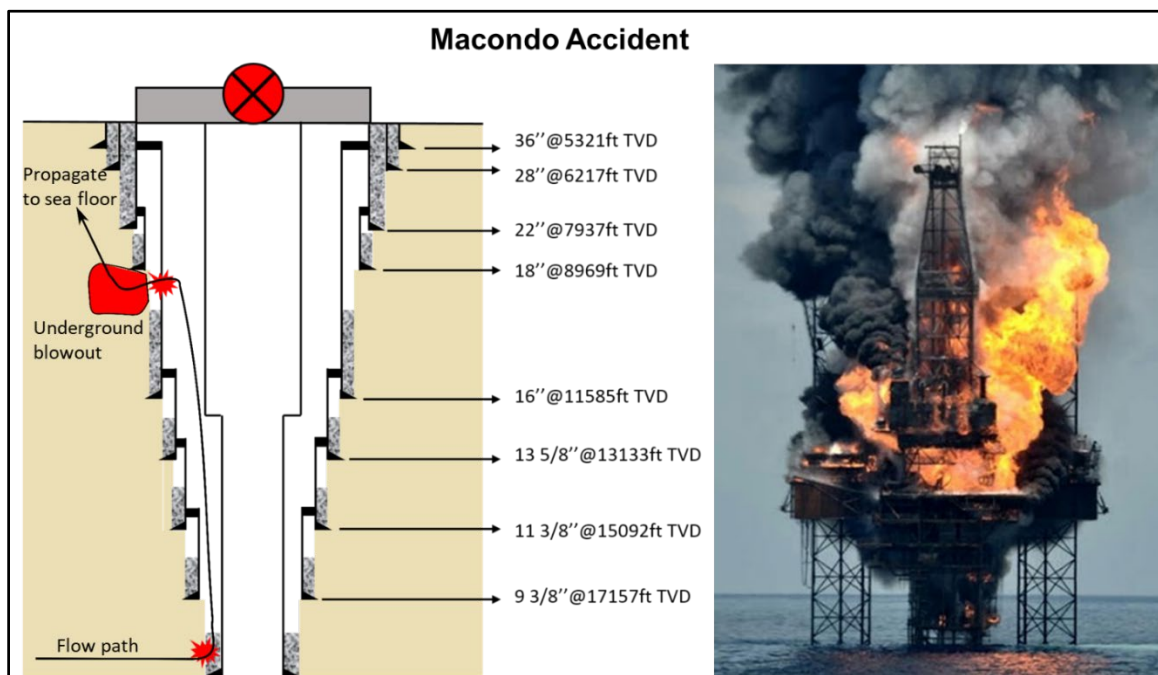 Macondo Accident
Propagate
to sea floor
Underground
blowout
Flow path
36’’@5321ft TVD
28’’@6217ft TVD
22’’@7937ft TVD
18’’@8969ft TVD
16’’@11585ft TVD
13 5/8’’@13133ft TVD
11 3/8’’@15092ft TVD
9 3/8’’@17157ft TVD